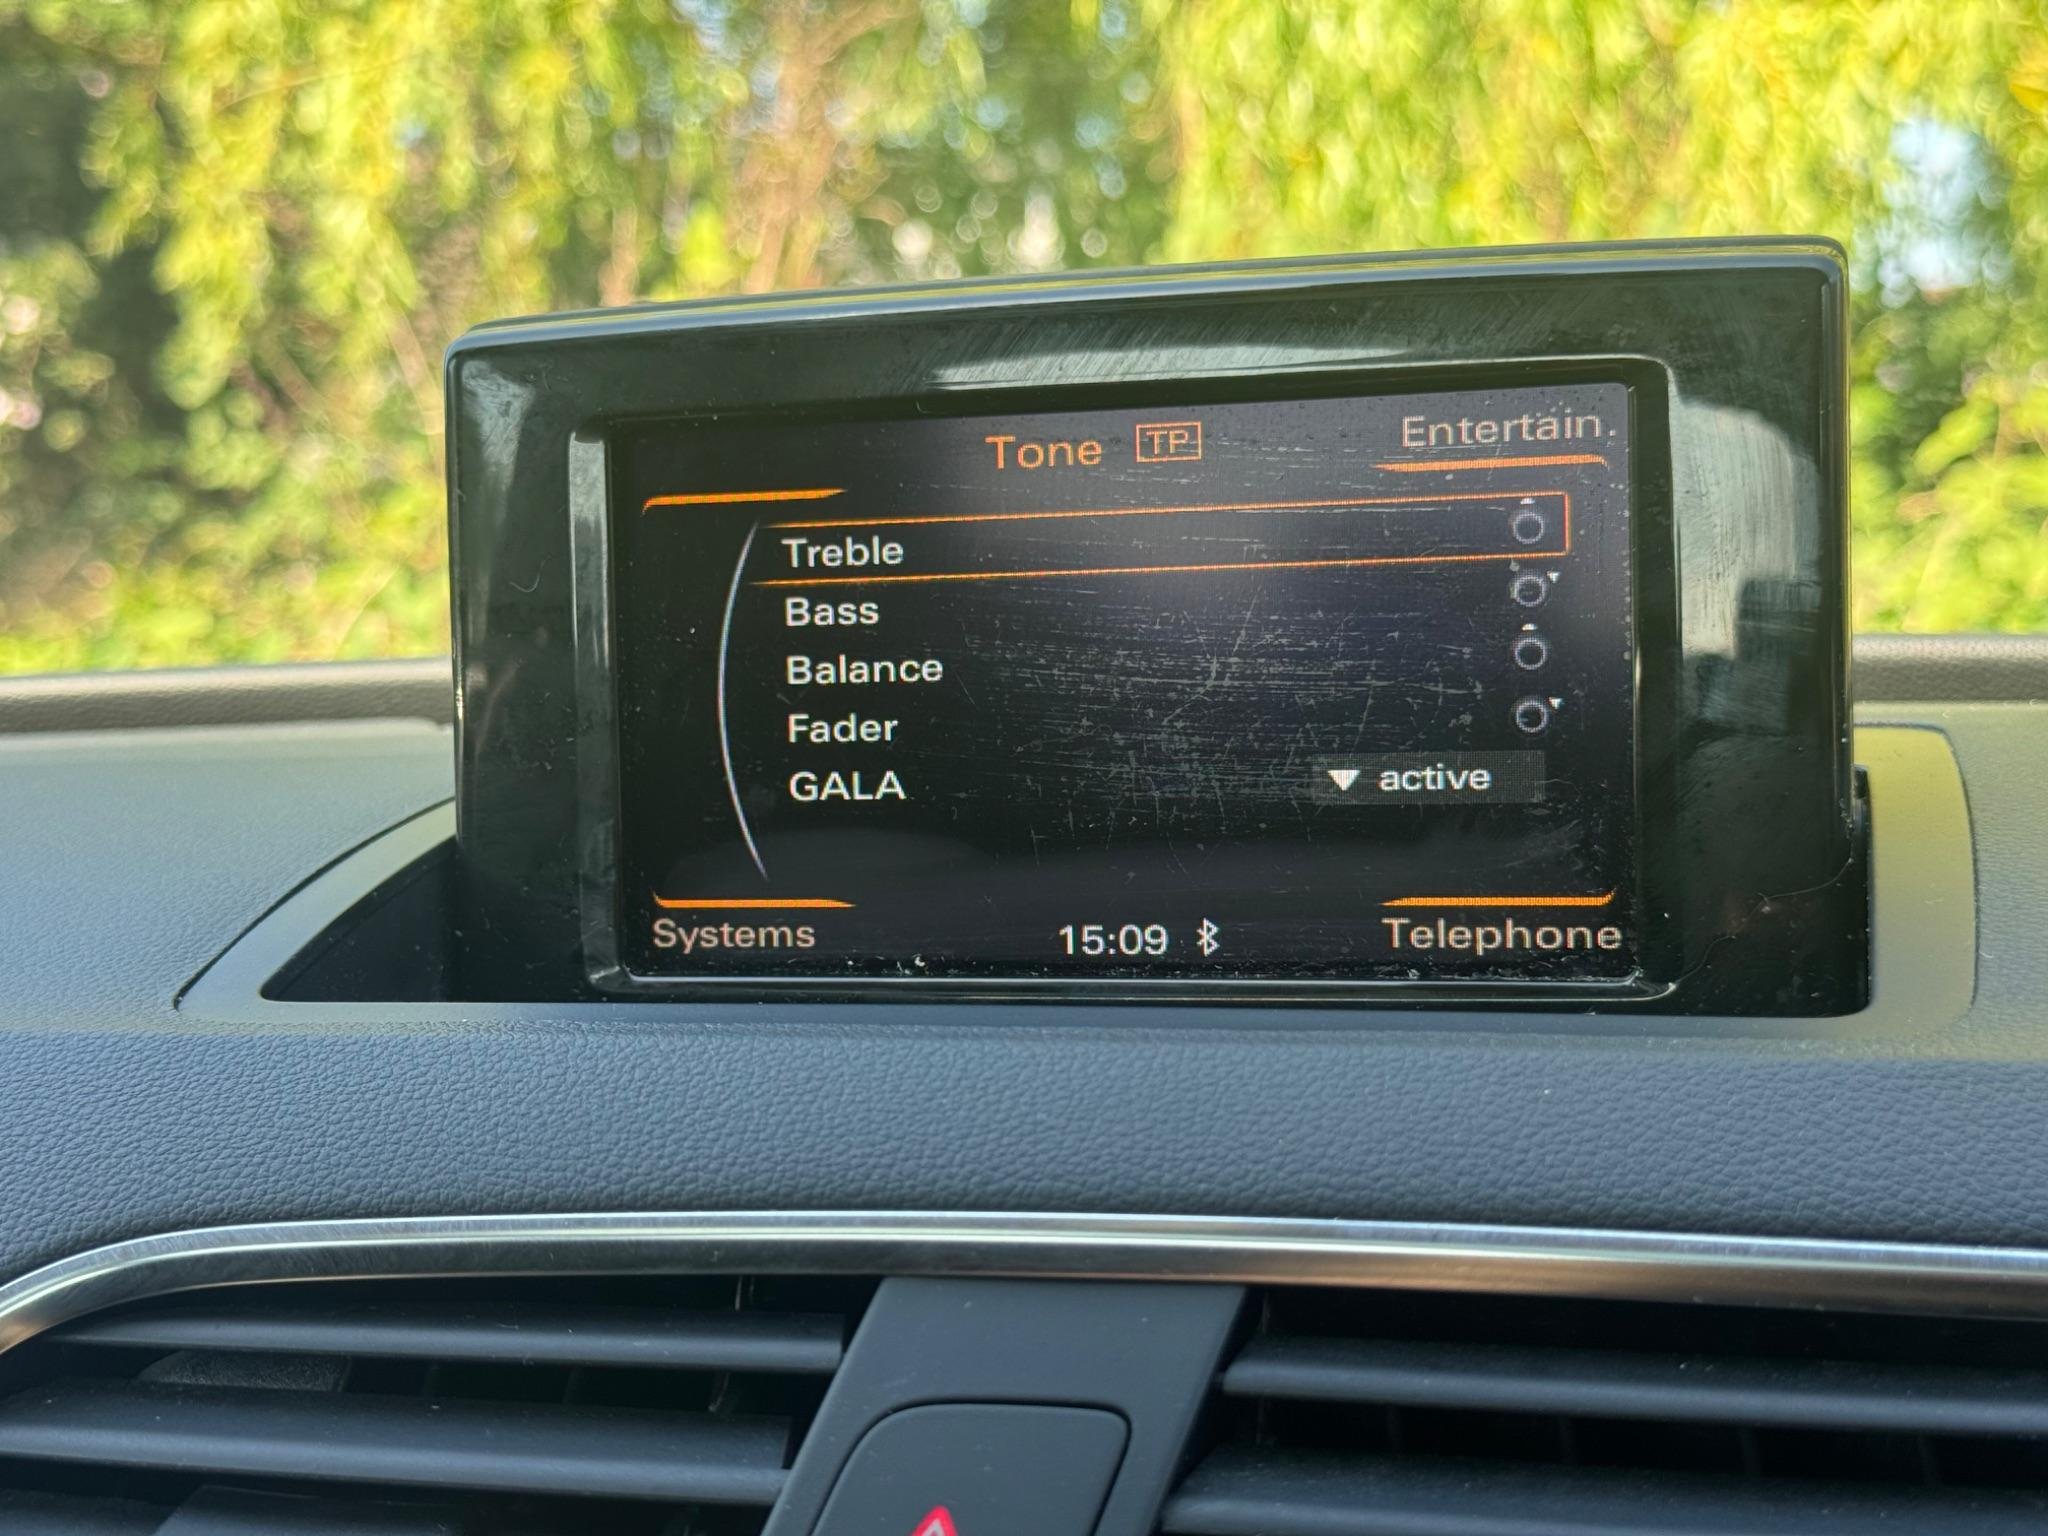 Tone TP Entertain.
Treble
Bass
Balance
Fader
GALA ▼ active
Systems 15:09 Telephone